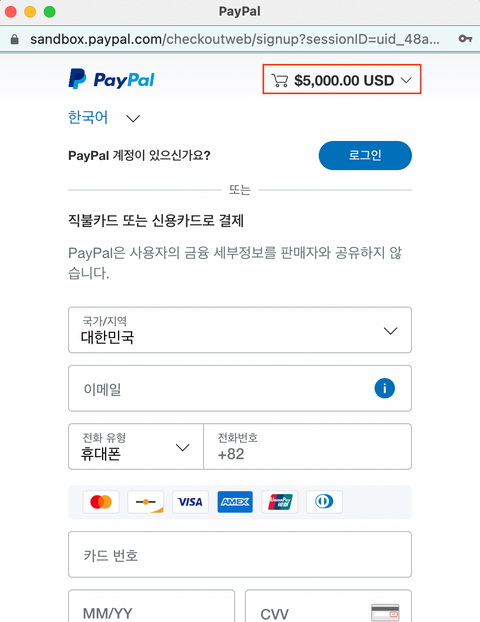 PayPal
sandbox.paypal.com/checkoutweb/signup?sessionID=uid_48a...
PayPal
$5,000.00 USD
한국어
PayPal 계정이 있으신가요?
로그인
또는
직불카드 또는 신용카드로 결제
PayPal은 사용자의 금융 세부정보를 판매자와 공유하지 않
습니다.
국가/지역
대한민국
이메일
전화 유형
휴대폰
전화번호
+82
VISA
AMEX
카드 번호
MM/YY
CVV